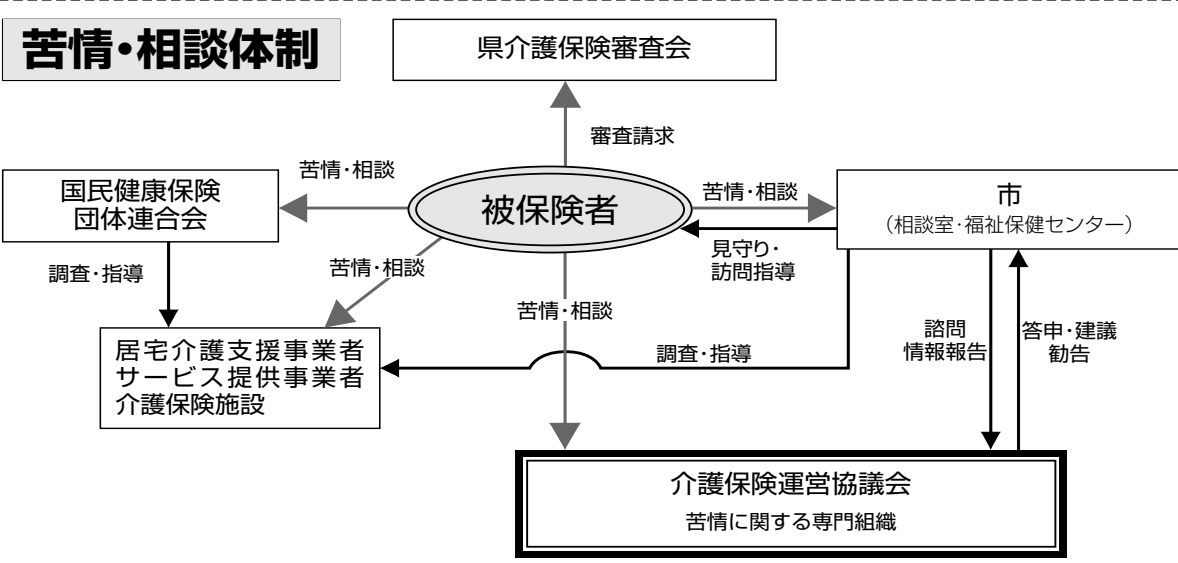 苦情・相談体制
県介護保険審査会
審査請求
苦情・相談
国民健康保険
団体連合会
被保険者
苦情・相談
市
（相談室・福祉保健センター）
見守り・
訪問指導
調査・指導
苦情・相談
苦情・相談
居宅介護支援事業者
サービス提供事業者
介護保険施設
調査・指導
諮問
情報報告
答申・建議
勧告
介護保険運営協議会
苦情に関する専門組織